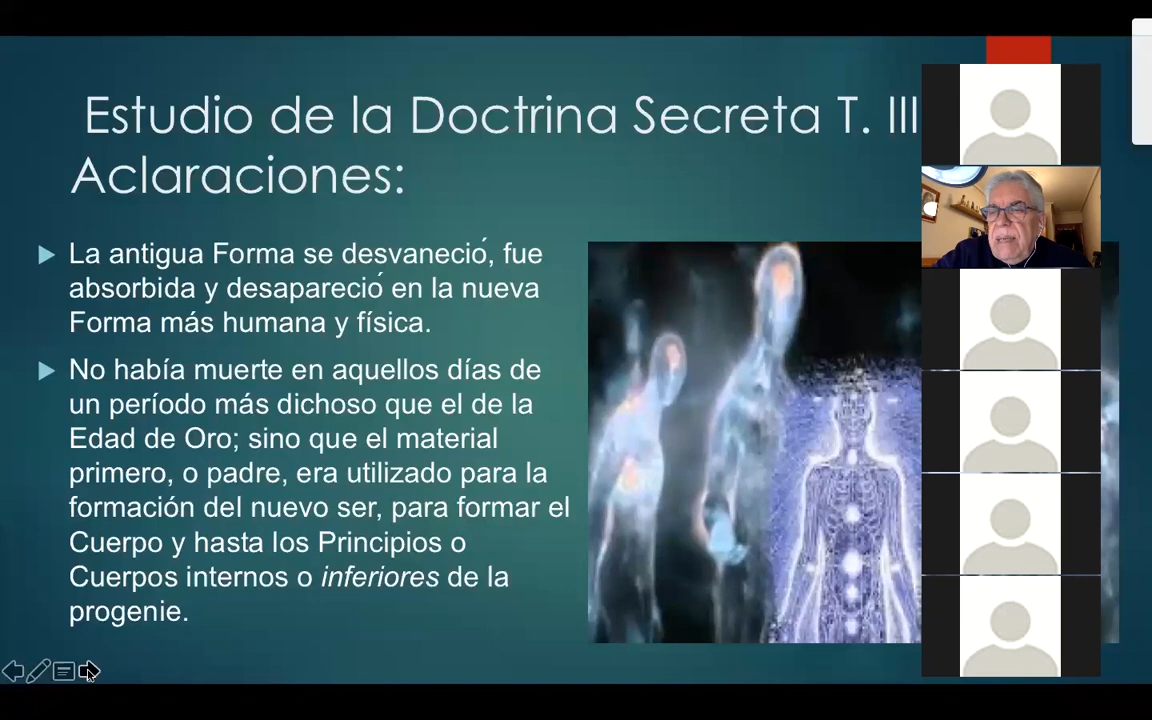 Estudio de la Doctrina Secreta T. III
Aclaraciones:
La antigua Forma se desvaneció, fue
absorbida y desapareció en la nueva
Forma más humana y física.
No había muerte en aquellos días de
un período más dichoso que el de la
Edad de Oro; sino que el material
primero, o padre, era utilizado para la
formación del nuevo ser, para formar el
Cuerpo y hasta los Principios o
Cuerpos internos o inferiores de la
progenie.